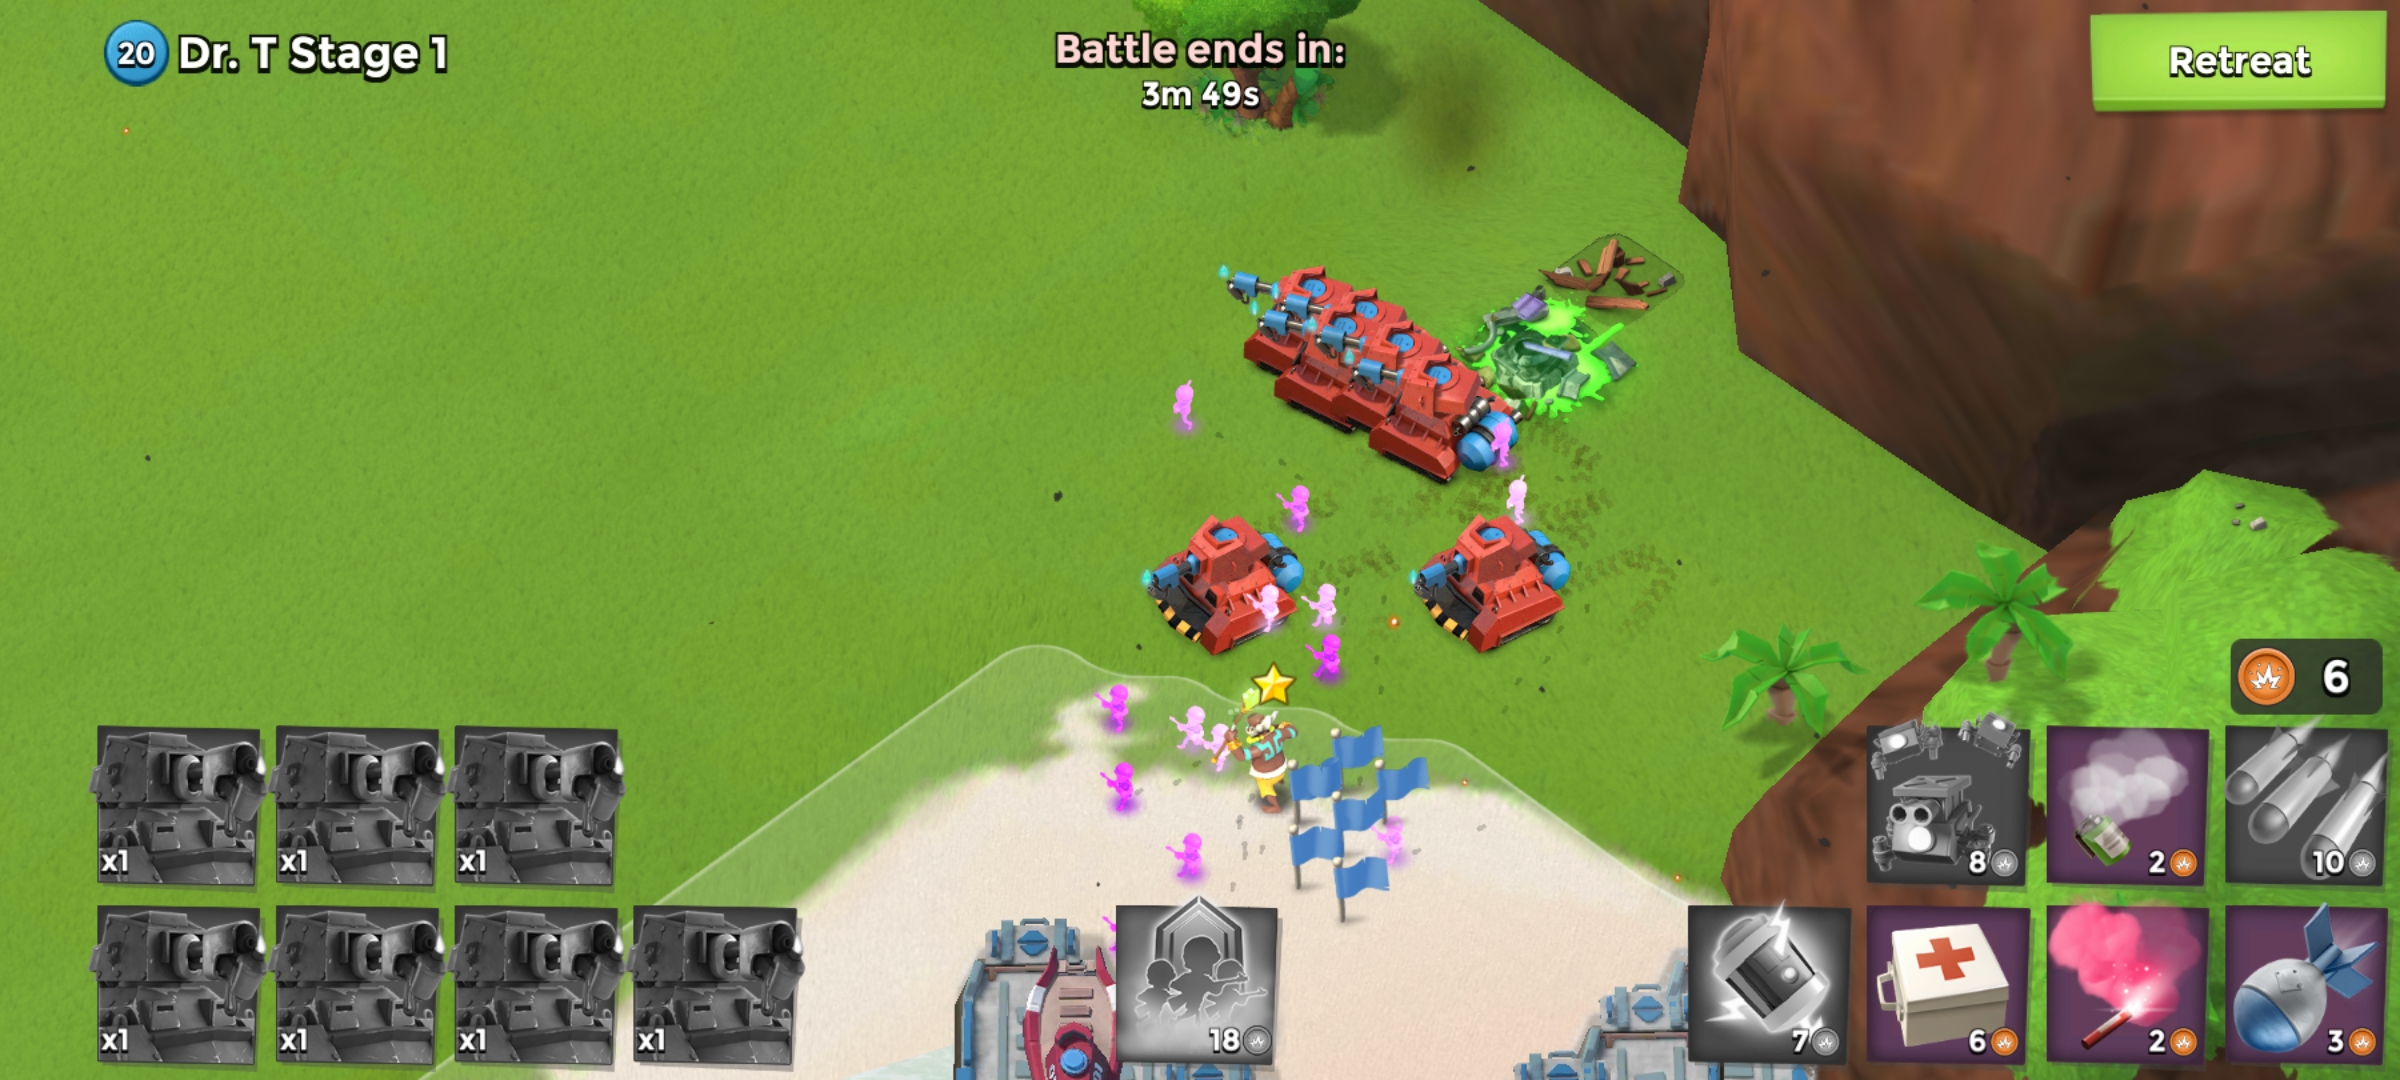 20 Dr. T Stage 1
Battle ends in:
3m 49s
Retreat
6
x1 x1 x1
8 2 10
x1 x1 x1 x1
18
7 6 2 3